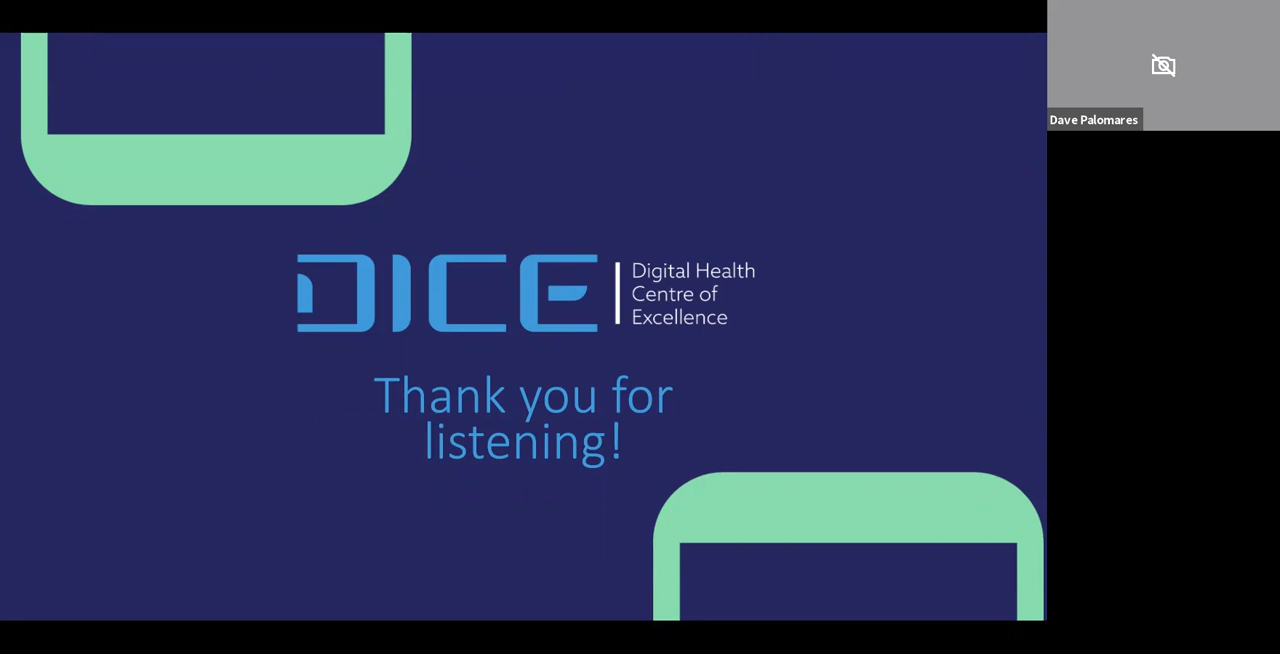 DICE
Digital Health
Centre of
Excellence
Thank you for
listening!
Dave Palomares